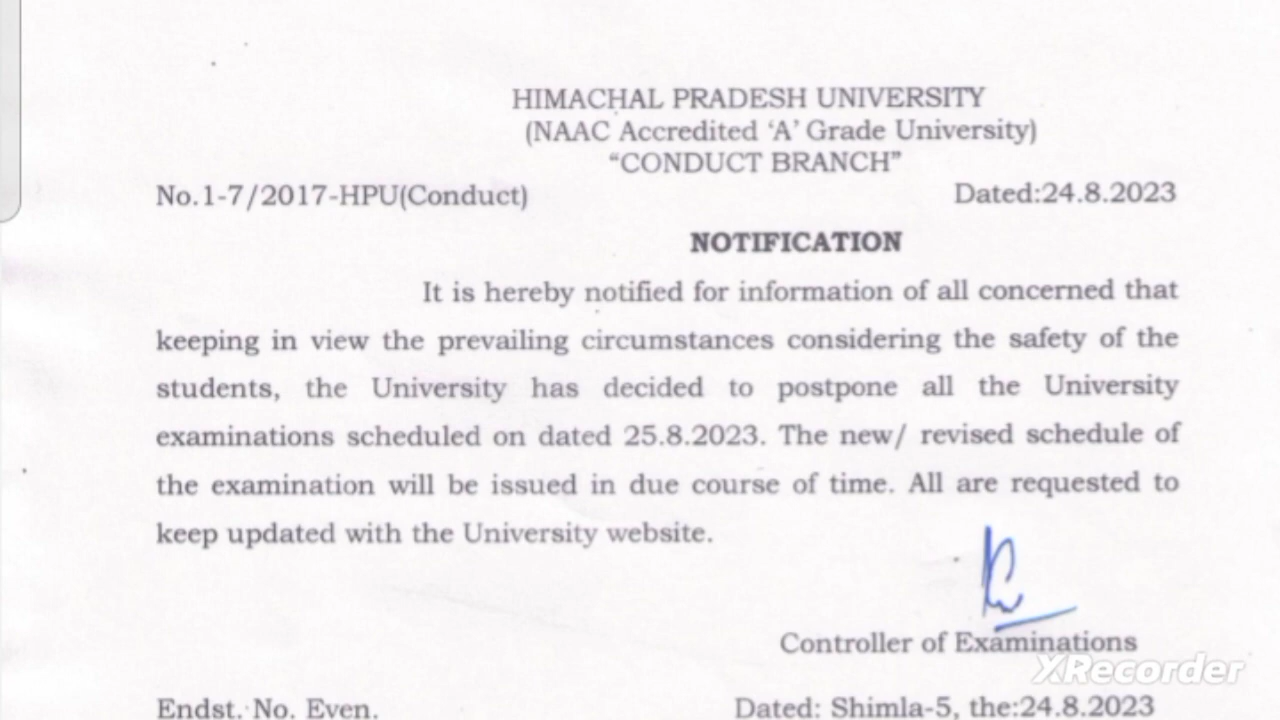 HIMACHAL PRADESH UNIVERSITY
(NAAC Accredited ‘A’ Grade University)
“CONDUCT BRANCH”
No.1-7/2017-HPU(Conduct) Dated:24.8.2023
NOTIFICATION
It is hereby notified for information of all concerned that
keeping in view the prevailing circumstances considering the safety of the
students, the University has decided to postpone all the University
examinations scheduled on dated 25.8.2023. The new/ revised schedule of
the examination will be issued in due course of time. All are requested to
keep updated with the University website.
Controller of Examinations
XRecorder
Endst. No. Even. Dated: Shimla-5, the:24.8.2023